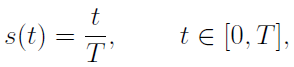 s(t) = t/T, t ∈ [0, T],